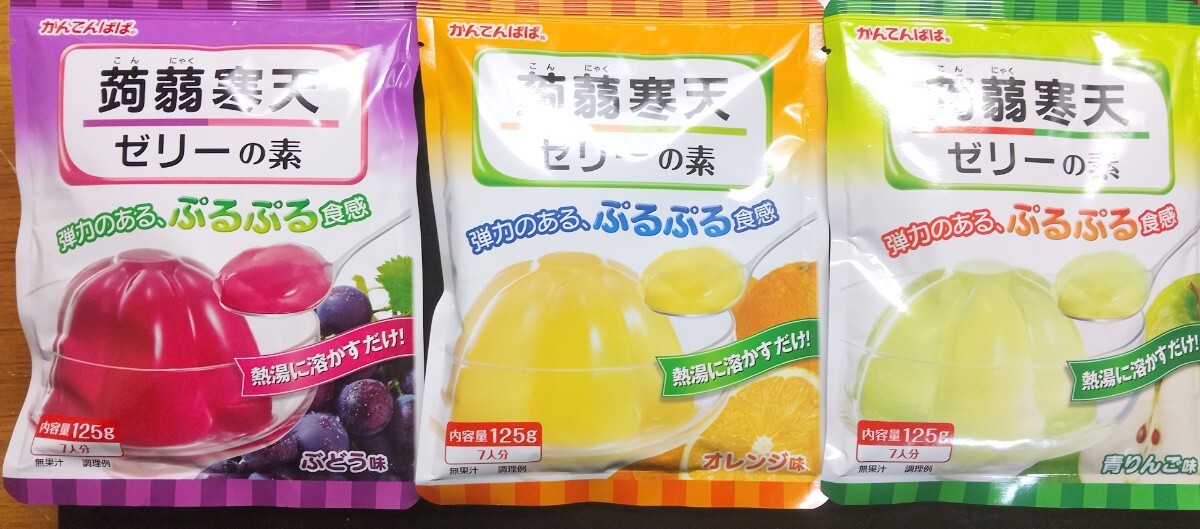 かんてんぱぱ®
こん にゃく
蒟蒻寒天
ゼリーの素
弾力のある、ぷるぷる食感
熱湯に溶かすだけ!
内容量125g
7人分
無果汁 調理例
ぶどう味
かんてんぱぱ®
こん にゃく
蒟蒻寒天
ゼリーの素
弾力のある、ぷるぷる食感
熱湯に溶かすだけ!
内容量125g
7人分
無果汁 調理例
オレンジ味
かんてんぱぱ®
こん にゃく
蒟蒻寒天
ゼリーの素
弾力のある、ぷるぷる食感
熱湯に溶かすだけ!
内容量125g
7人分
無果汁 調理例
青りんご味